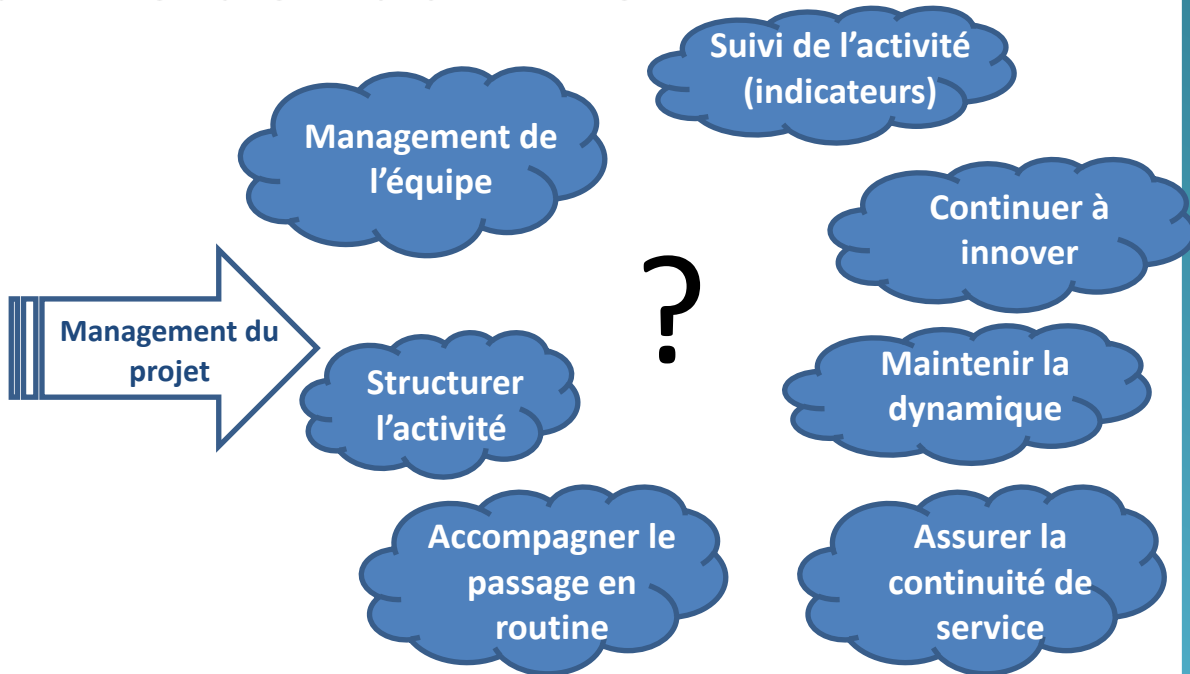 Suivi de l’activité
(indicateurs)
Management de
l’équipe
Continuer à
innover
?
Management du
projet
Structurer
l’activité
Maintenir la
dynamique
Accompagner le
passage en
routine
Assurer la
continuité de
service